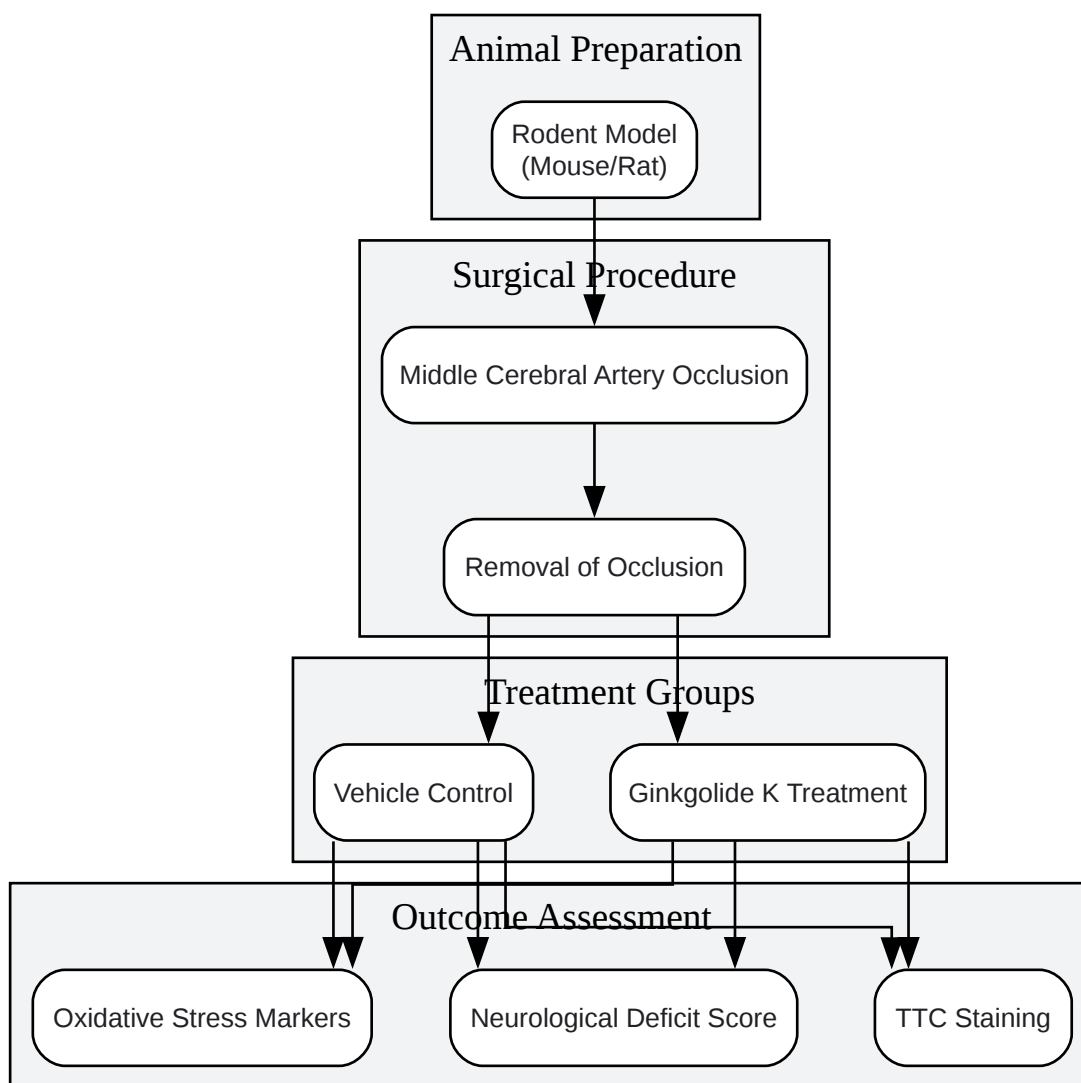 Animal Preparation
Rodent Model
(Mouse/Rat)
Surgical Procedure
Middle Cerebral Artery Occlusion
Removal of Occlusion
Treatment Groups
Vehicle Control
Ginkgolide K Treatment
Outcome Assessment
Oxidative Stress Markers
Neurological Deficit Score
TTC Staining